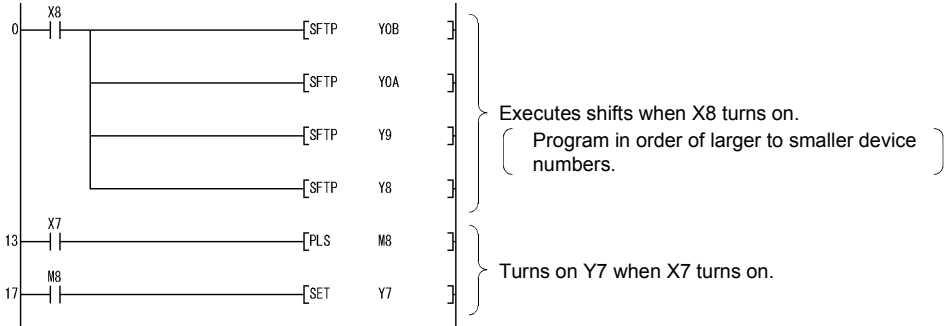 X8
0 [SFTP Y0B ]
[SFTP Y0A ]
[SFTP Y9 ]
[SFTP Y8 ]
Executes shifts when X8 turns on.
Program in order of larger to smaller device
numbers.
X7
13 [PLS M8 ]
M8
17 [SET Y7 ]
Turns on Y7 when X7 turns on.